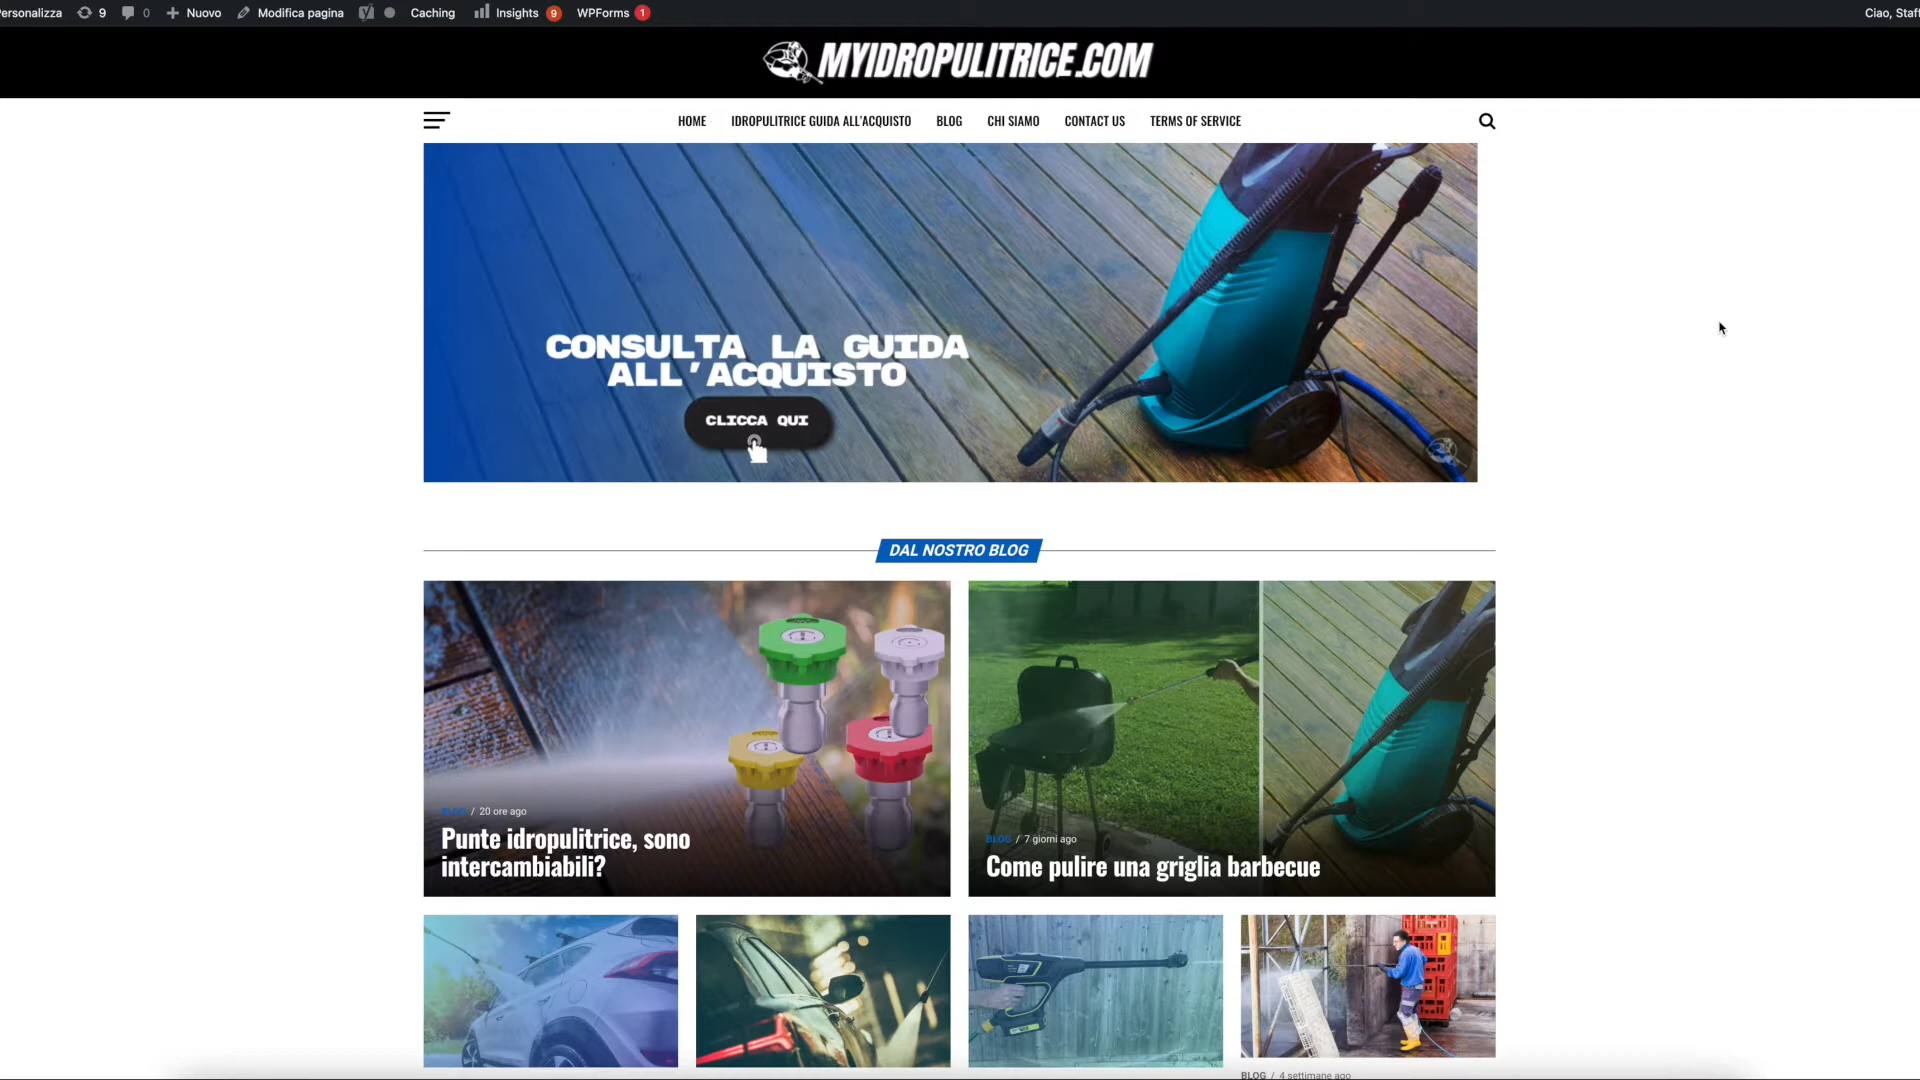 ersonalizza 9 0 Nuovo Modifica pagina Caching Insights 9 WPForms 1 Ciao, Staf
MYIDROPULITRICE.COM
HOME IDROPULITRICE GUIDA ALL'ACQUISTO BLOG CHI SIAMO CONTACT US TERMS OF SERVICE
CONSULTA LA GUIDA
ALL'ACQUISTO
CLICCA QUI
DAL NOSTRO BLOG
BLOG / 20 ore ago
Punte idropulitrice, sono
intercambiabili?
BLOG / 7 giorni ago
Come pulire una griglia barbecue
BLOG / 4 settimane ago